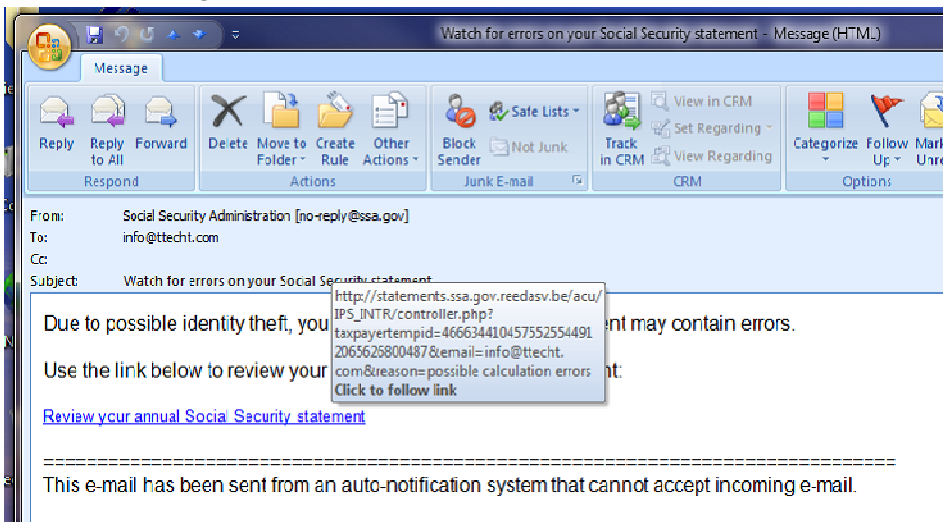 Watch for errors on your Social Security statement - Message (HTML)
Message
Reply Reply to All Forward
Delete Move to Folder Create Rule Other Actions
Block Sender Safe Lists Not Junk
Track in CRM View in CRM Set Regarding View Regarding
Categorize Follow Up
Respond Actions Junk E-mail CRM Options
From: Social Security Administration [no-reply@ssa.gov]
To: info@ttecht.com
Cc:
Subject: Watch for errors on your Social Security statement
http://statements.ssa.gov.reedasv.be/acu/
IPS_INTR/controller.php?
taxpayertempid=466634410457552554491
2065626800487&email=info@ttecht.
com&reason=possible calculation errors
Click to follow link
Due to possible identity theft, you nt may contain errors.
Use the link below to review your t:
Review your annual Social Security statement
================================================================================
This e-mail has been sent from an auto-notification system that cannot accept incoming e-mail.